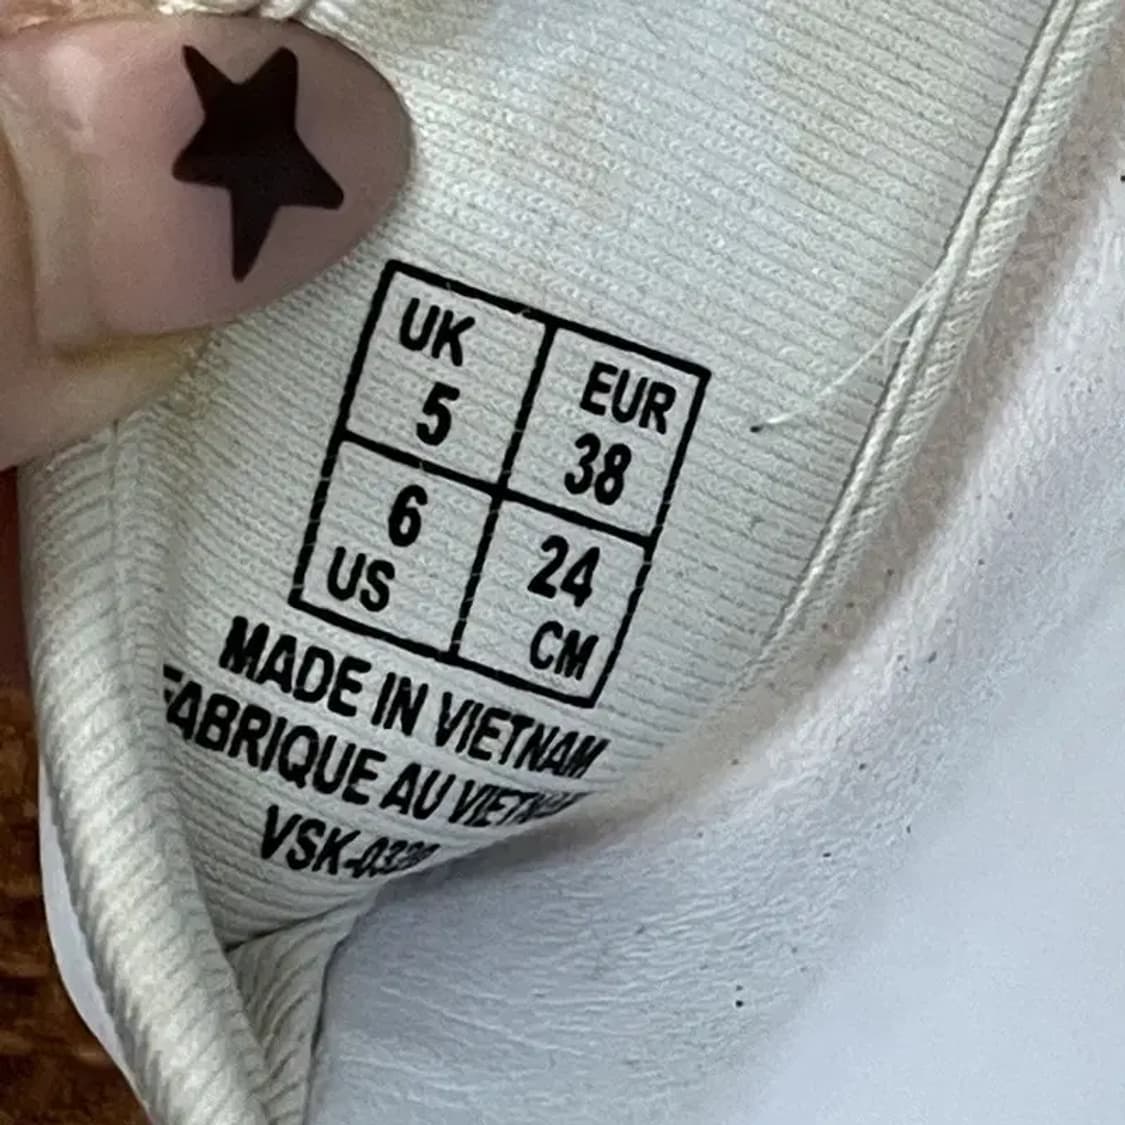 UK EUR
5 38
6 24
US CM
MADE IN VIETNAM
FABRIQUE AU